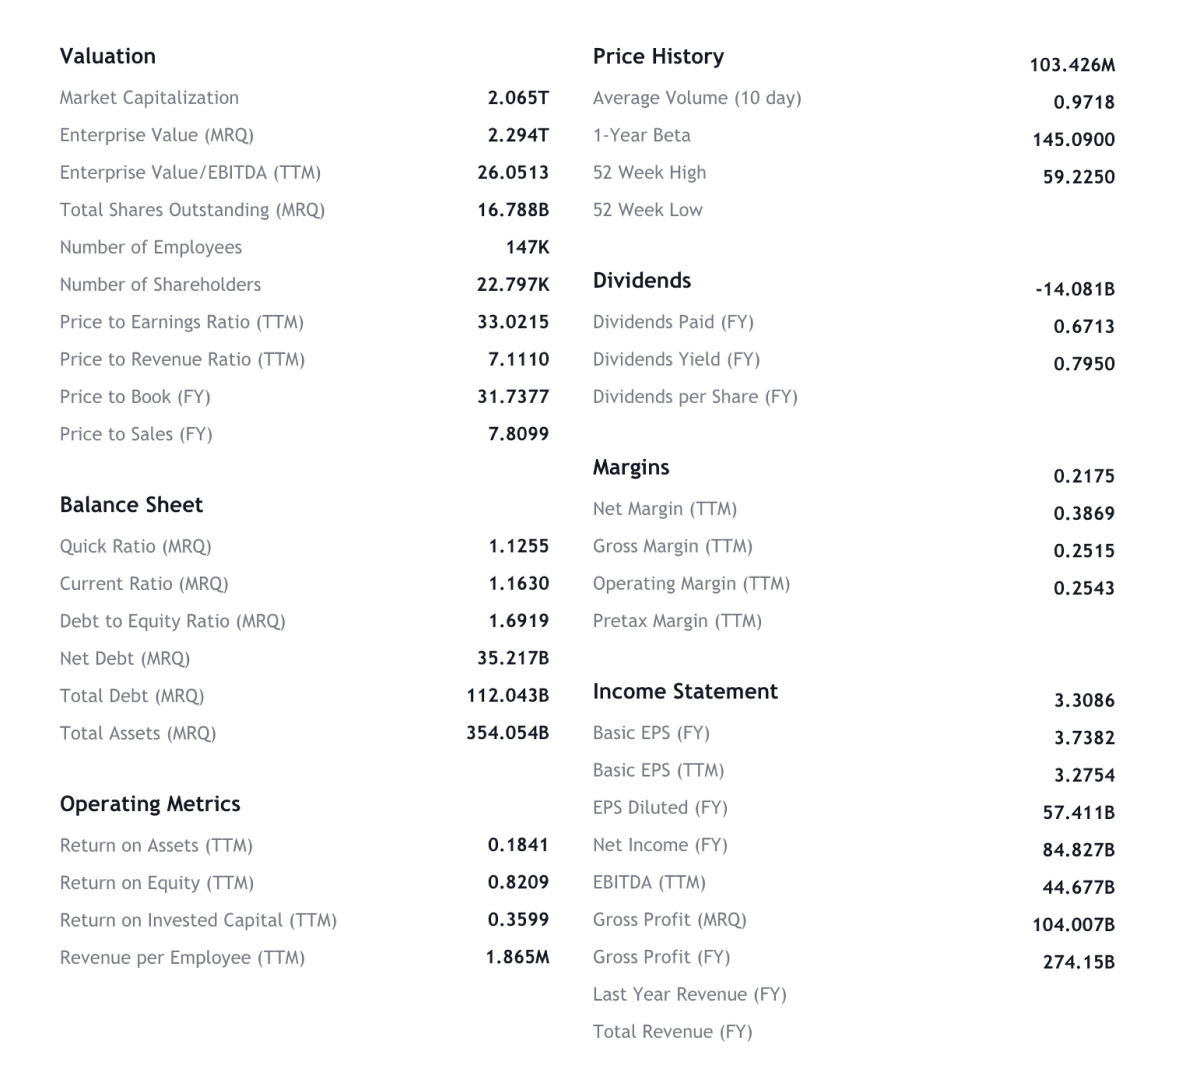 Valuation
Market Capitalization 2.065T
Enterprise Value (MRQ) 2.294T
Enterprise Value/EBITDA (TTM) 26.0513
Total Shares Outstanding (MRQ) 16.788B
Number of Employees 147K
Number of Shareholders 22.797K
Price to Earnings Ratio (TTM) 33.0215
Price to Revenue Ratio (TTM) 7.1110
Price to Book (FY) 31.7377
Price to Sales (FY) 7.8099
Balance Sheet
Quick Ratio (MRQ) 1.1255
Current Ratio (MRQ) 1.1630
Debt to Equity Ratio (MRQ) 1.6919
Net Debt (MRQ) 35.217B
Total Debt (MRQ) 112.043B
Total Assets (MRQ) 354.054B
Operating Metrics
Return on Assets (TTM) 0.1841
Return on Equity (TTM) 0.8209
Return on Invested Capital (TTM) 0.3599
Revenue per Employee (TTM) 1.865M
Price History 103.426M
Average Volume (10 day) 0.9718
1-Year Beta 145.0900
52 Week High 59.2250
52 Week Low
Dividends -14.081B
Dividends Paid (FY) 0.6713
Dividends Yield (FY) 0.7950
Dividends per Share (FY)
Margins 0.2175
Net Margin (TTM) 0.3869
Gross Margin (TTM) 0.2515
Operating Margin (TTM) 0.2543
Pretax Margin (TTM)
Income Statement 3.3086
Basic EPS (FY) 3.7382
Basic EPS (TTM) 3.2754
EPS Diluted (FY) 57.411B
Net Income (FY) 84.827B
EBITDA (TTM) 44.677B
Gross Profit (MRQ) 104.007B
Gross Profit (FY) 274.15B
Last Year Revenue (FY)
Total Revenue (FY)